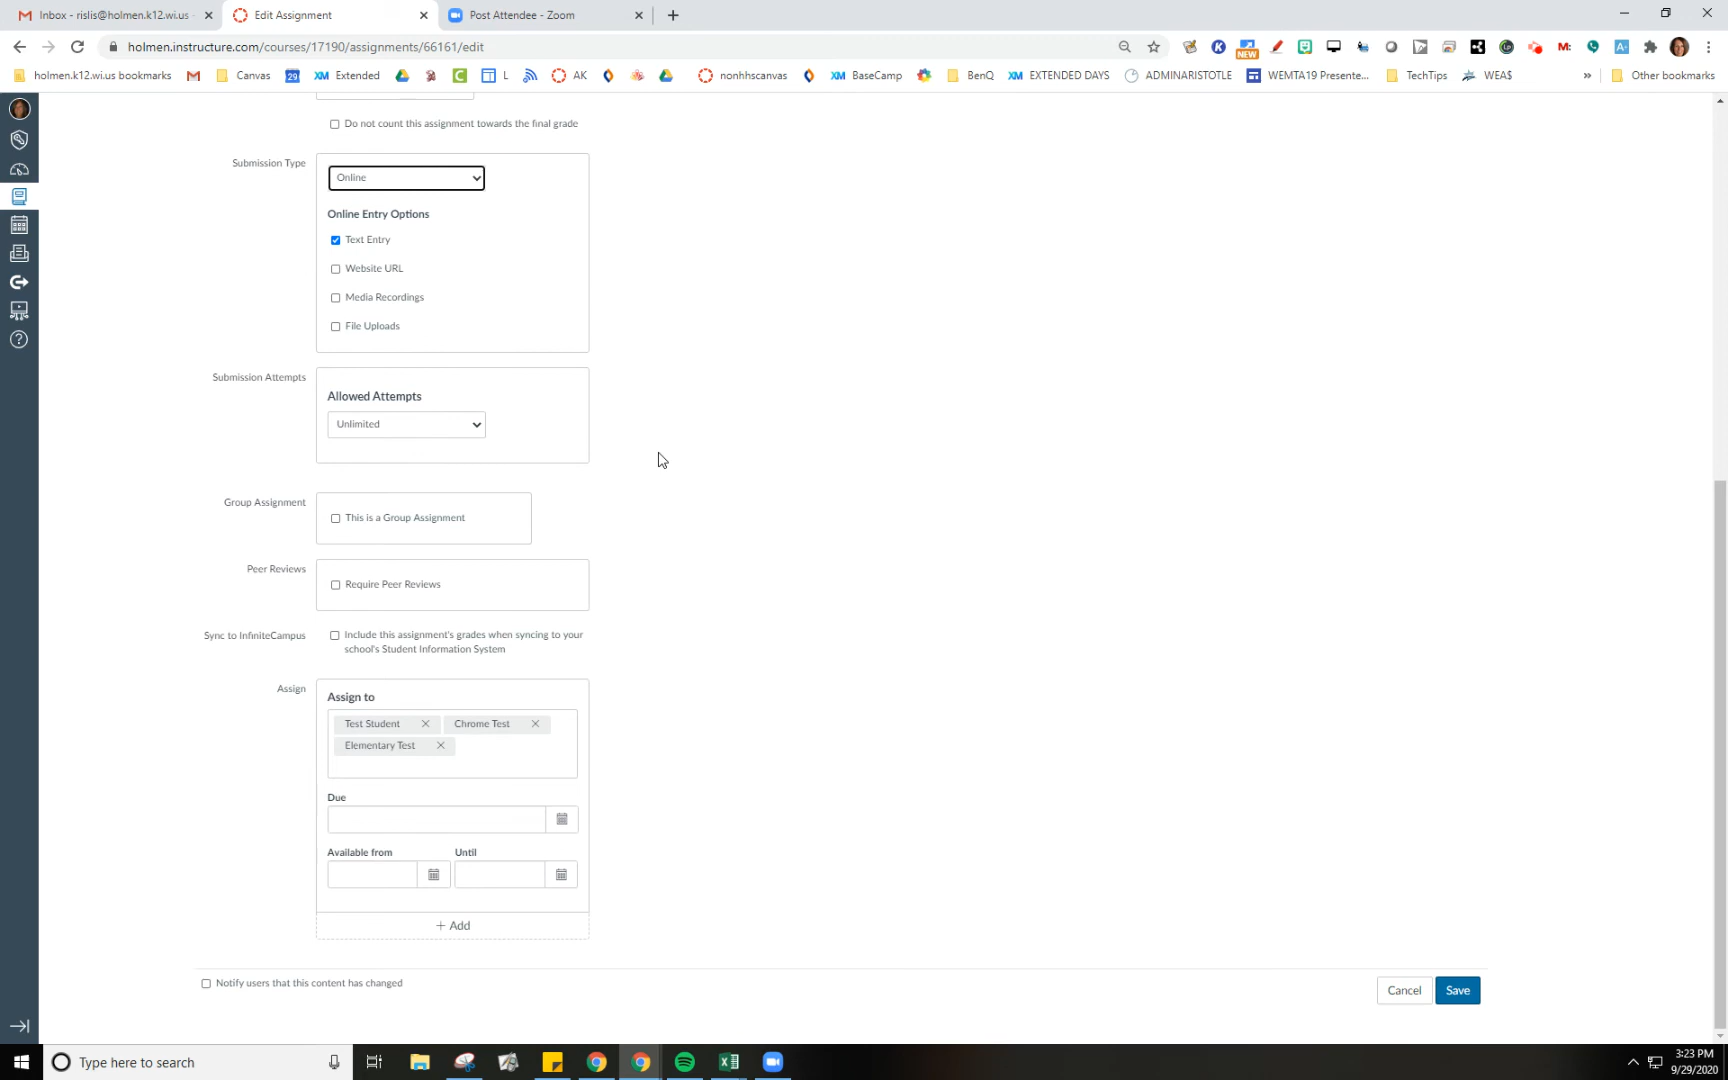 Inbox - rislis@holmen.k12.wi.us
Edit Assignment
Post Attendee - Zoom
holmen.instructure.com/courses/17190/assignments/66161/edit
holmen.k12.wi.us bookmarks
Canvas
29
XM Extended
L
AK
nonhhscanvas
XM BaseCamp
BenQ
XM EXTENDED DAYS
ADMINARISTOTLE
WEMTA19 Presente...
TechTips
WEA$
»
Other bookmarks
NEW
Do not count this assignment towards the final grade
Submission Type
Online
Online Entry Options
Text Entry
Website URL
Media Recordings
File Uploads
Submission Attempts
Allowed Attempts
Unlimited
Group Assignment
This is a Group Assignment
Peer Reviews
Require Peer Reviews
Sync to InfiniteCampus
Include this assignment's grades when syncing to your
school's Student Information System
Assign
Assign to
Test Student
Chrome Test
Elementary Test
Due
Available from
Until
+ Add
Notify users that this content has changed
Cancel
Save
Type here to search
3:23 PM
9/29/2020